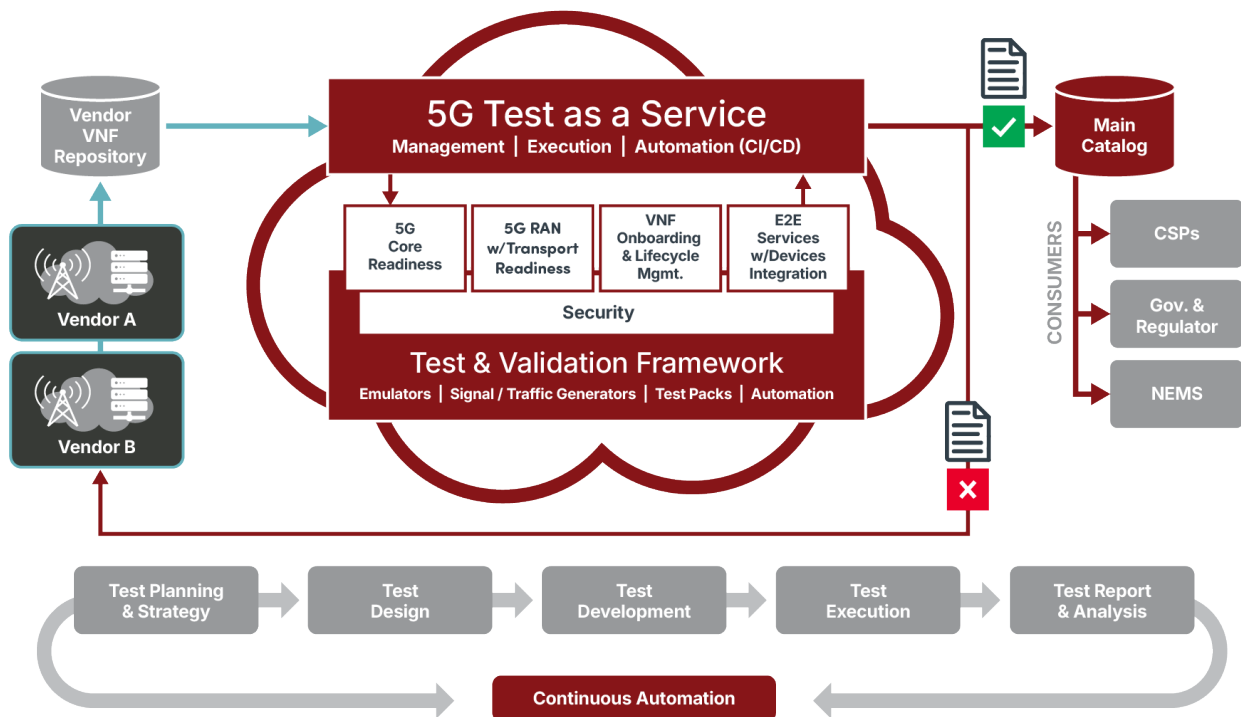 Vendor
VNF
Repository
Vendor A
Vendor B
5G Test as a Service
Management | Execution | Automation (CI/CD)
5G
Core
Readiness
5G RAN
w/Transport
Readiness
VNF
Onboarding
& Lifecycle
Mgmt.
E2E
Services
w/Devices
Integration
Security
Test & Validation Framework
Emulators | Signal / Traffic Generators | Test Packs | Automation
Main
Catalog
CONSUMERS
CSPs
Gov. &
Regulator
NEMS
Test Planning
& Strategy
Test
Design
Test
Development
Test
Execution
Test Report
& Analysis
Continuous Automation